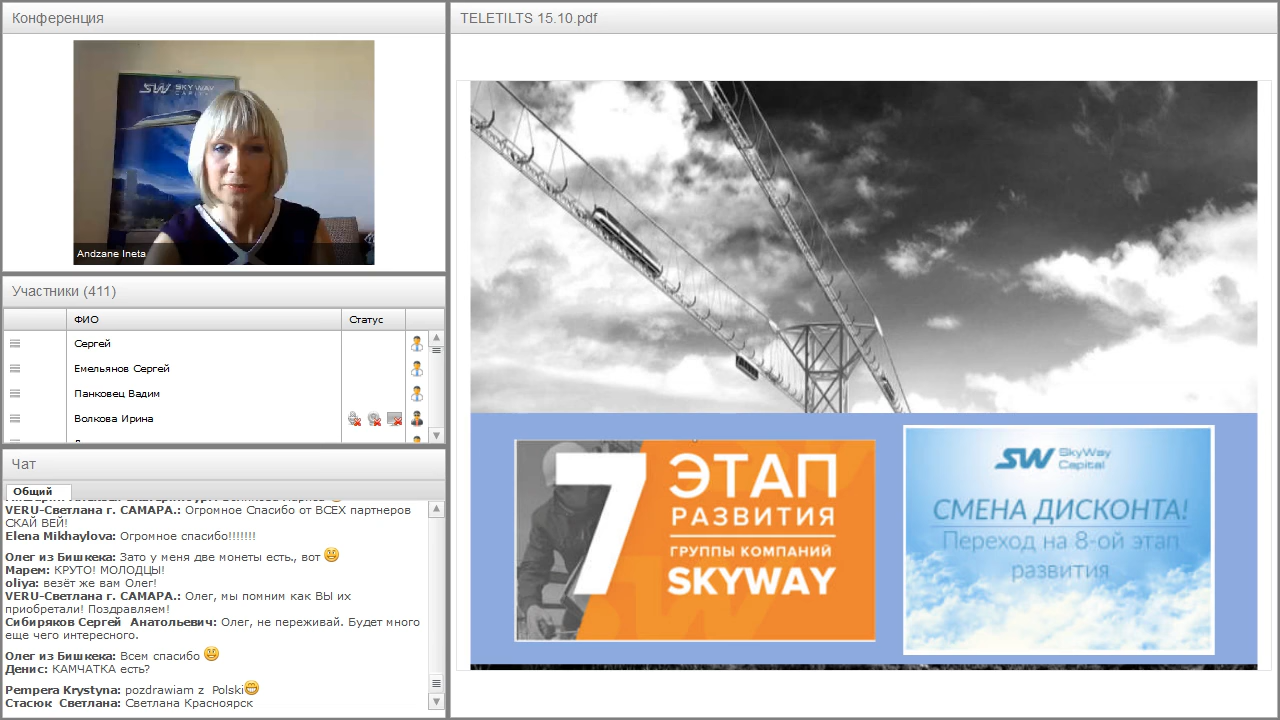 Конференция
SW SKYWAY
CAPITAL
Andzane Ineta
Участники (411)
ФИО
Статус
Сергей
Емельянов Сергей
Панковец Вадим
Волкова Ирина
Чат
Общий
VERU-Светлана г. САМАРА.: Огромное Спасибо от ВСЕХ партнеров
СКАЙ ВЕЙ!
Elena Mikhaylova: Огромное спасибо!!!!!!!
Олег из Бишкека: Зато у меня две монеты есть., вот
Марем: КРУТО! МОЛОДЦЫ!
oliya: везёт же вам Олег!
VERU-Светлана г. САМАРА.: Олег, мы помним как ВЫ их
приобретали! Поздравляем!
Сибиряков Сергей Анатольевич: Олег, не переживай. Будет много
еще чего интересного.
Олег из Бишкека: Всем спасибо
Денис: КАМЧАТКА есть?
Pempera Krystyna: pozdrawiam z Polski
Стасюк Светлана: Светлана Красноярск
TELETILTS 15.10.pdf
7 ЭТАП
РАЗВИТИЯ
ГРУППЫ КОМПАНИЙ
SKYWAY
SW SkyWay
Capital
СМЕНА ДИСКОНТА!
Переход на 8-ой этап
развития